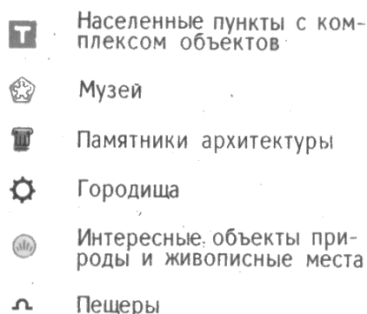 Т
Населенные пункты с ком-
плексом объектов
Музей
Памятники архитектуры
Городища
Интересные объекты при-
роды и живописные места
Пещеры